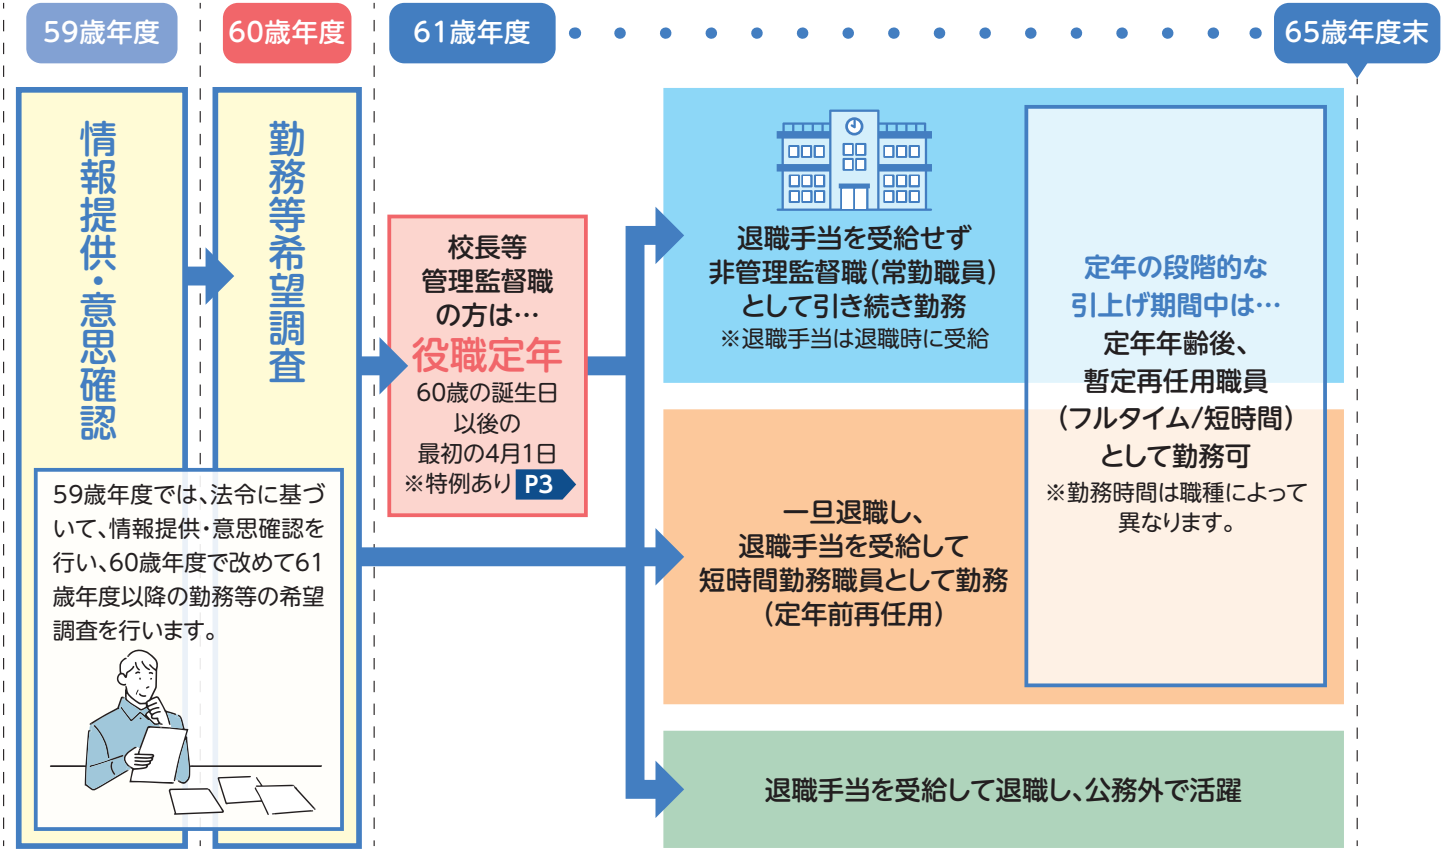 59歳年度
60歳年度
61歳年度
65歳年度末
情報提供・意思確認
勤務等希望調査
59歳年度では、法令に基づ
いて、情報提供・意思確認を
行い、60歳年度で改めて61
歳年度以降の勤務等の希望
調査を行います。
校長等
管理監督職
の方は…
役職定年
60歳の誕生日
以後の
最初の4月1日
※特例あり P3
退職手当を受給せず
非管理監督職（常勤職員）
として引き続き勤務
※退職手当は退職時に受給
一旦退職し、
退職手当を受給して
短時間勤務職員として勤務
（定年前再任用）
定年の段階的な
引上げ期間中は…
定年年齢後、
暫定再任用職員
（フルタイム/短時間）
として勤務可
※勤務時間は職種によって
異なります。
退職手当を受給して退職し、公務外で活躍